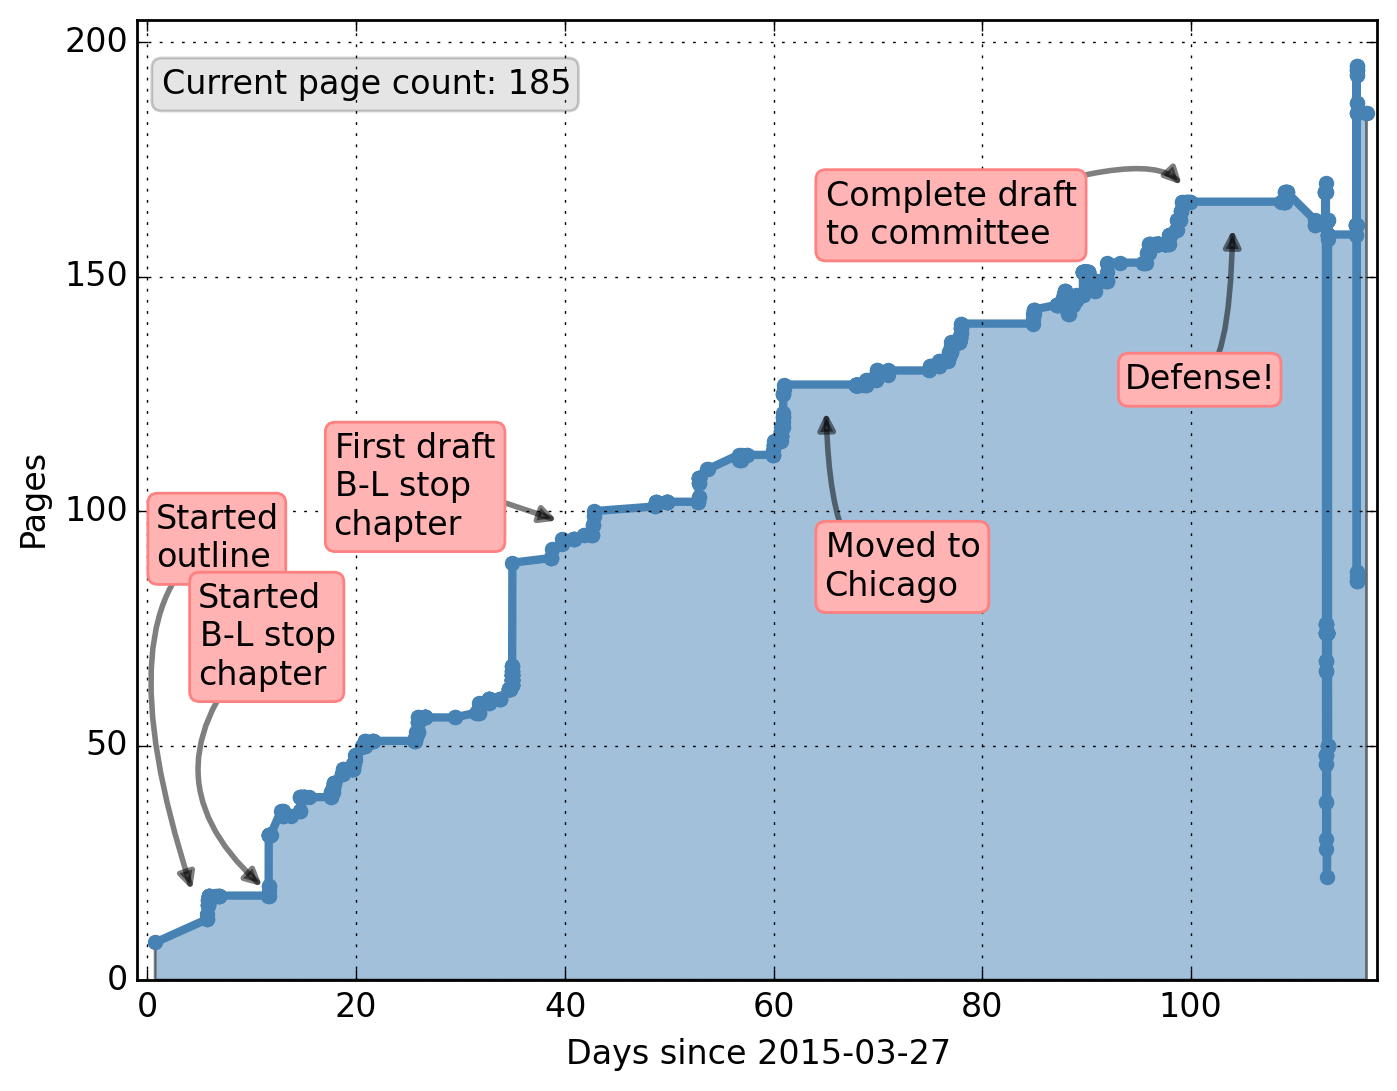 200
Current page count: 185
Complete draft
to committee
150
Defense!
First draft
B-L stop
chapter
Pages
100
Started
outline
Moved to
Chicago
Started
B-L stop
chapter
50
0
0 20 40 60 80 100
Days since 2015-03-27